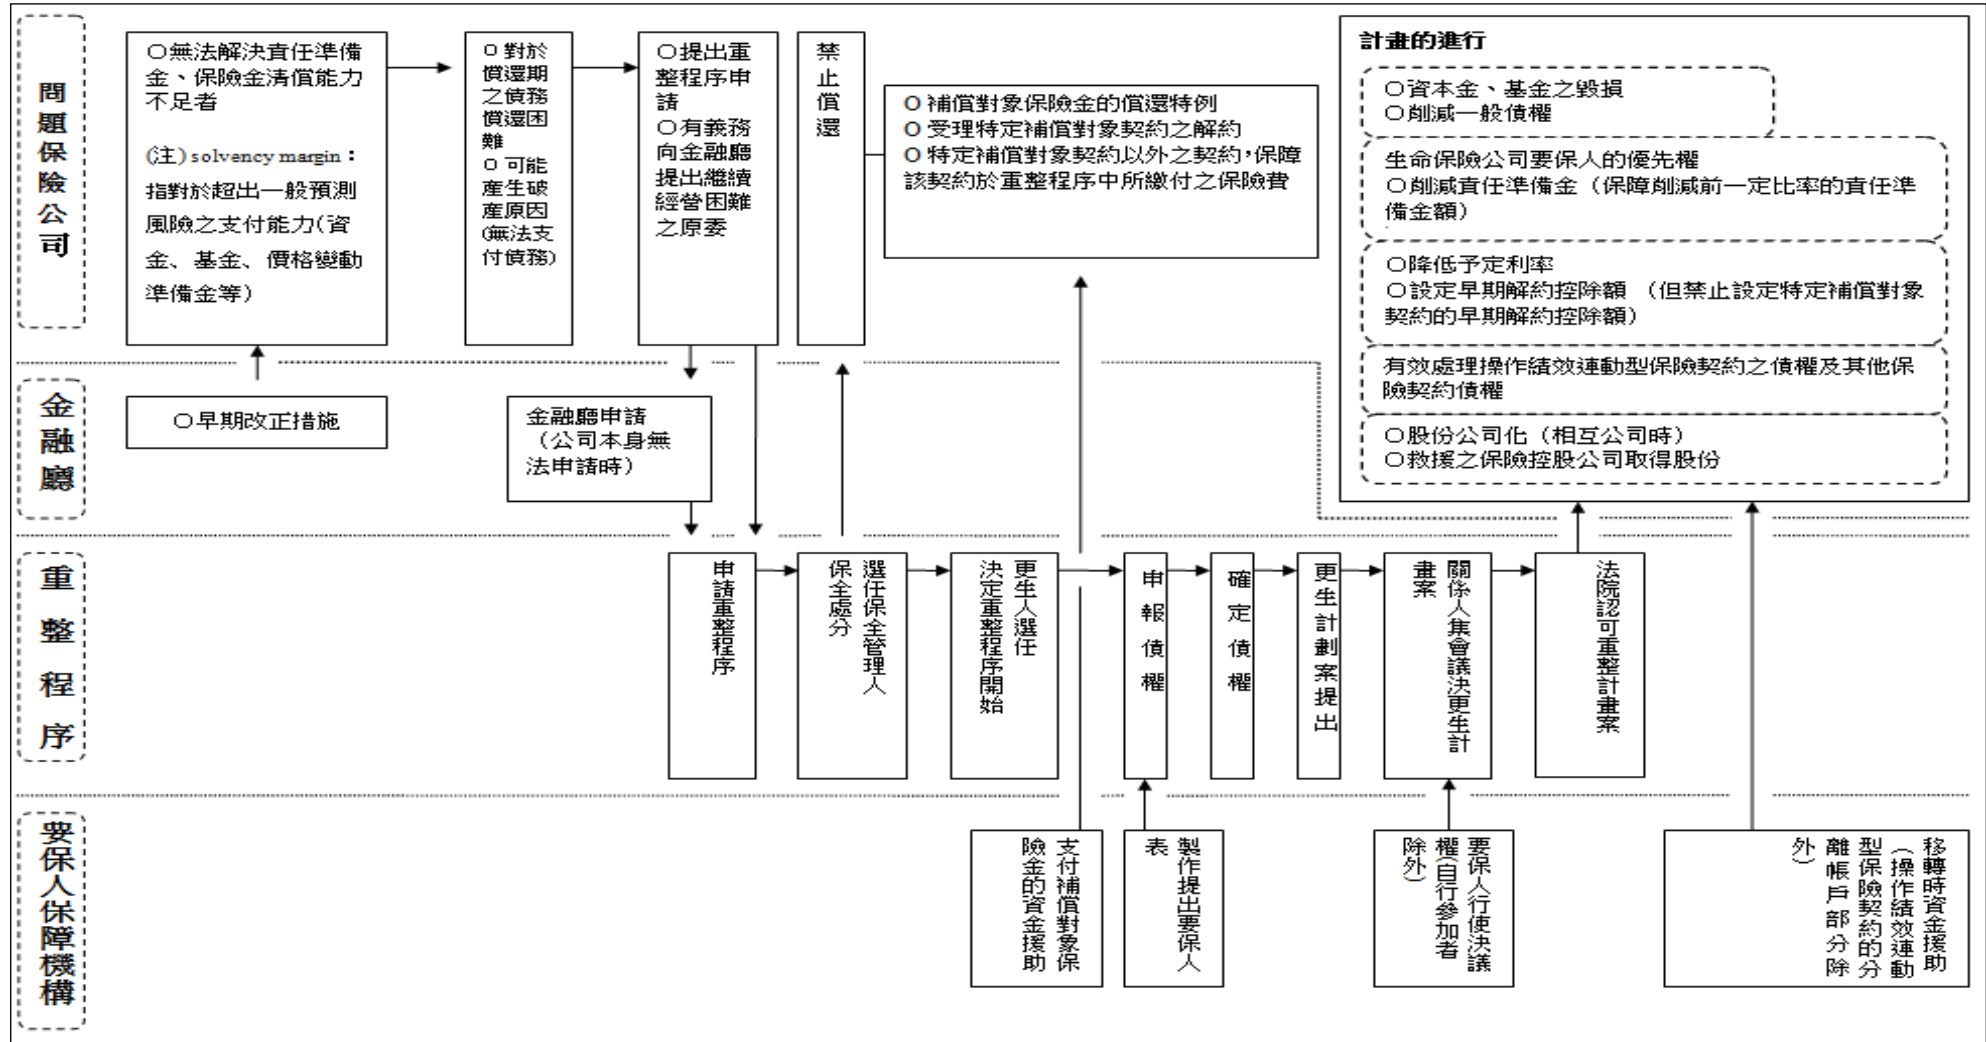 問題保險公司
〇無法解決責任準備
金、保險金清償能力
不足者
(注) solvency margin：
指對於超出一般預測
風險之支付能力(資
金、基金、價格變動
準備金等)
〇 對於
償還期
之債務
償還困
難
〇 可能
產生破
產原因
(無法支
付債務)
〇提出重
整程序申
請
〇有義務
向金融廳
提出繼續
經營困難
之原委
禁止償還
〇 補償對象保險金的償還特例
〇 受理特定補償對象契約之解約
〇 特定補償對象契約以外之契約，保障
該契約於重整程序中所繳付之保險費
計畫的進行
〇資本金、基金之毀損
〇削減一般債權
生命保險公司要保人的優先權
〇削減責任準備金（保障削減前一定比率的責任準
備金額）
〇降低予定利率
〇設定早期解約控除額 （但禁止設定特定補償對象
契約的早期解約控除額）
有效處理操作績效連動型保險契約之債權及其他保
險契約債權
〇股份公司化（相互公司時）
〇救援之保險控股公司取得股份
金融廳
〇早期改正措施
金融廳申請
（公司本身無
法申請時）
重整程序
申請重整程序
選任保全管理人
保全處分
更生人選任
決定重整程序開始
申報債權
確定債權
更生計劃案提出
關係人集會議決更生計
畫案
法院認可重整計畫案
要保人保障機構
支付補償對象保
險金的資金援助
製作提出要保人
表
要保人行使決議
權(自行參加者
除外)
移轉時資金援助
（操作績效連動
型保險契約的分
離帳戶部分除
外）